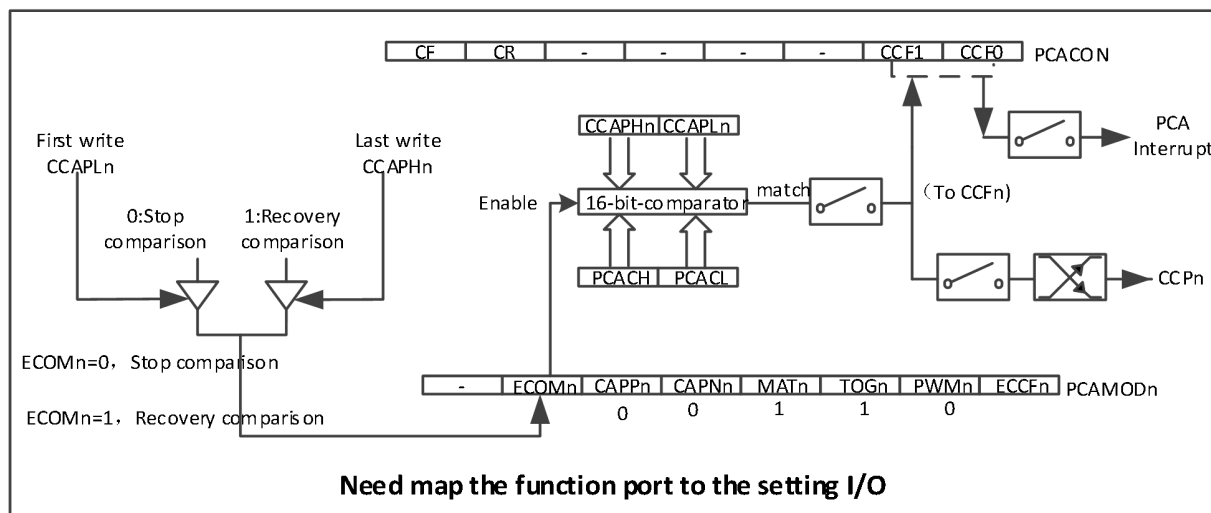 CF CR - - - - CCF1 CCF0 PCACON
First write
CCAPLn
Last write
CCAPHn
CCAPHn CCAPLn
PCA
Interrupt
0:Stop
comparison
1:Recovery
comparison
Enable
16-bit-comparator
match
（To CCFn）
PCACH PCACL
CCPn
ECOMn=0，Stop comparison
- ECOMn CAPPn CAPNn MATn TOGn PWMn ECCFn PCAMODn
0 0 1 1 0
ECOMn=1，Recovery comparison
Need map the function port to the setting I/O